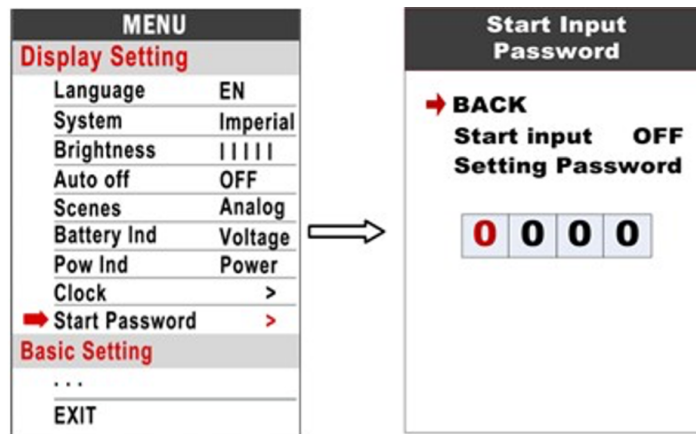 MENU
Display Setting
Language EN
System Imperial
Brightness | | | | |
Auto off OFF
Scenes Analog
Battery Ind Voltage
Pow Ind Power
Clock >
Start Password >
Basic Setting
...
EXIT
Start Input
Password
BACK
Start input OFF
Setting Password
0 0 0 0